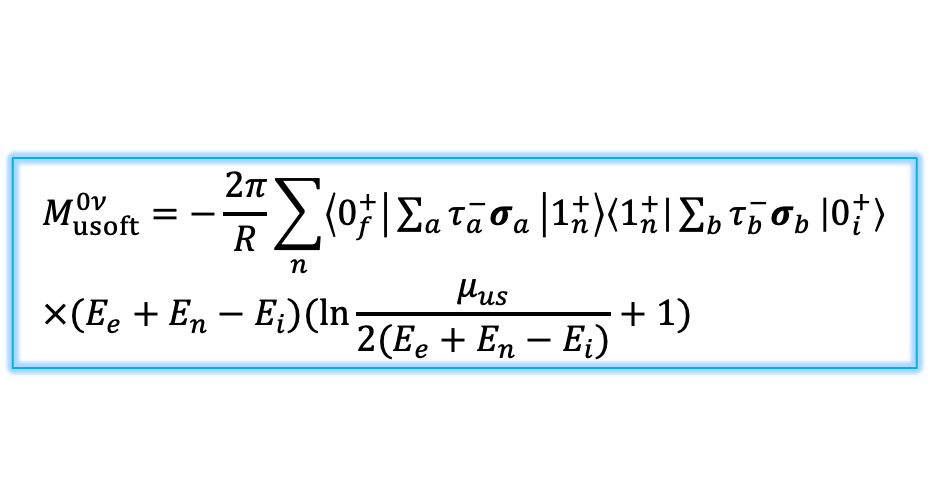 M_usoft^0ν = −2π/R ∑_n ⟨0_f^+|∑_a τ_a^− 𝝈_a |1_n^+⟩⟨1_n^+|∑_b τ_b^− 𝝈_b |0_i^+⟩
×(E_e + E_n − E_i)(ln μ_us/2(E_e + E_n − E_i) + 1)